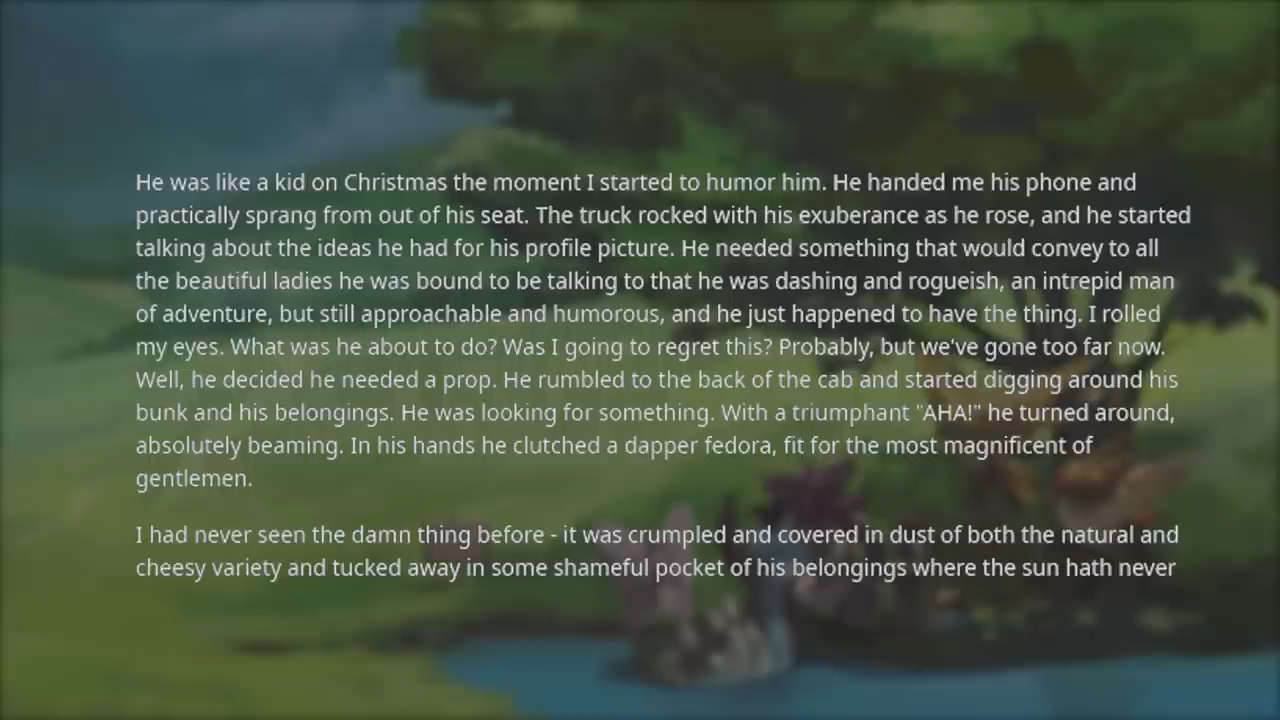 He was like a kid on Christmas the moment I started to humor him. He handed me his phone and
practically sprang from out of his seat. The truck rocked with his exuberance as he rose, and he started
talking about the ideas he had for his profile picture. He needed something that would convey to all
the beautiful ladies he was bound to be talking to that he was dashing and rogueish, an intrepid man
of adventure, but still approachable and humorous, and he just happened to have the thing. I rolled
my eyes. What was he about to do? Was I going to regret this? Probably, but we've gone too far now.
Well, he decided he needed a prop. He rumbled to the back of the cab and started digging around his
bunk and his belongings. He was looking for something. With a triumphant "AHA!" he turned around,
absolutely beaming. In his hands he clutched a dapper fedora, fit for the most magnificent of
gentlemen.
I had never seen the damn thing before - it was crumpled and covered in dust of both the natural and
cheesy variety and tucked away in some shameful pocket of his belongings where the sun hath never